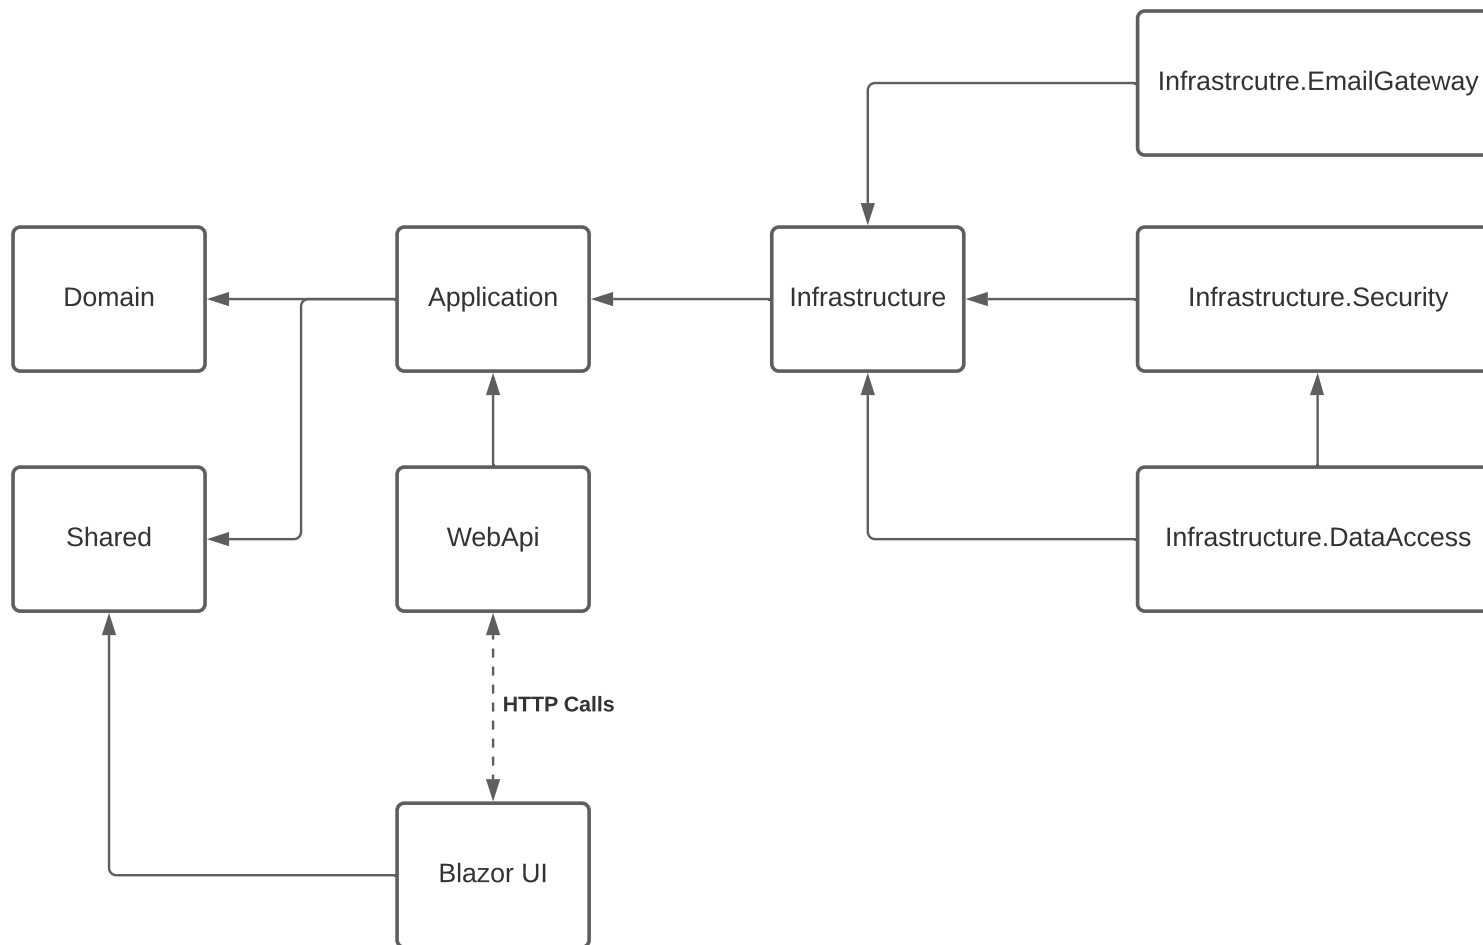 Infrastrcutre.EmailGateway
Domain
Application
Infrastructure
Infrastructure.Security
Shared
WebApi
Infrastructure.DataAccess
HTTP Calls
Blazor UI